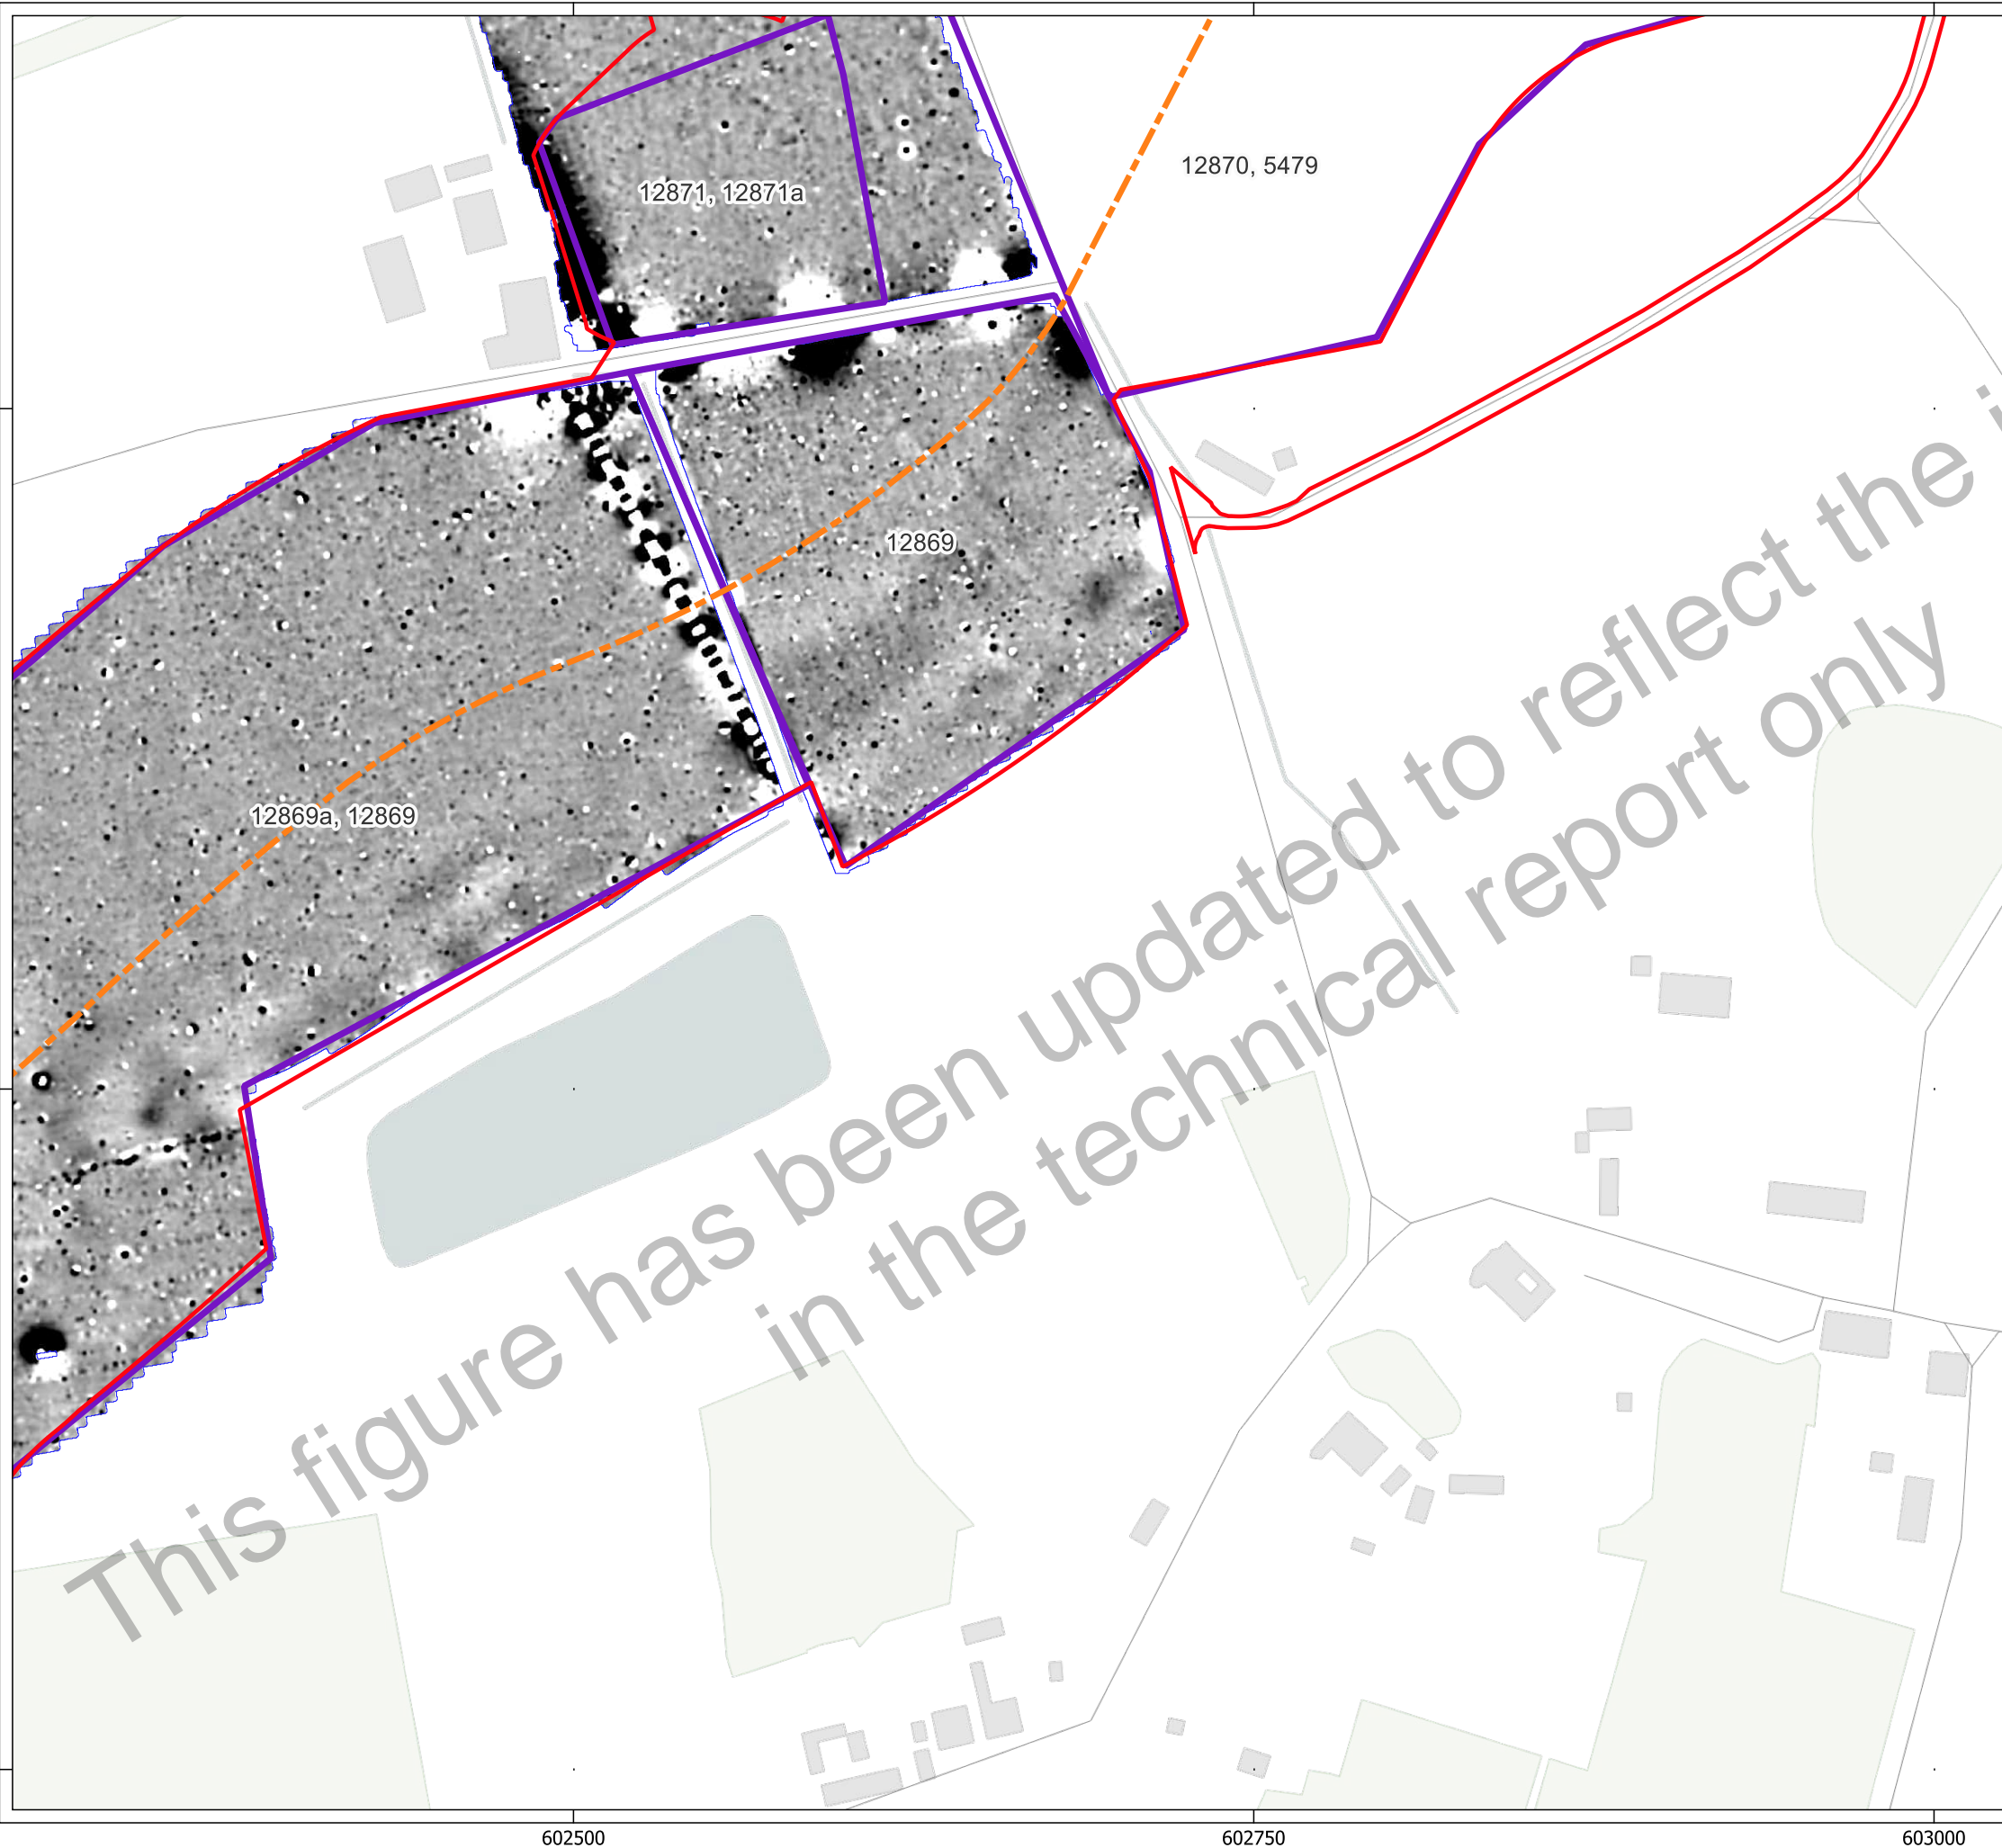 12870, 5479
12871, 12871a
12869
12869a, 12869
This figure has been updated to reflect the
in the technical report only
602500
602750
603000